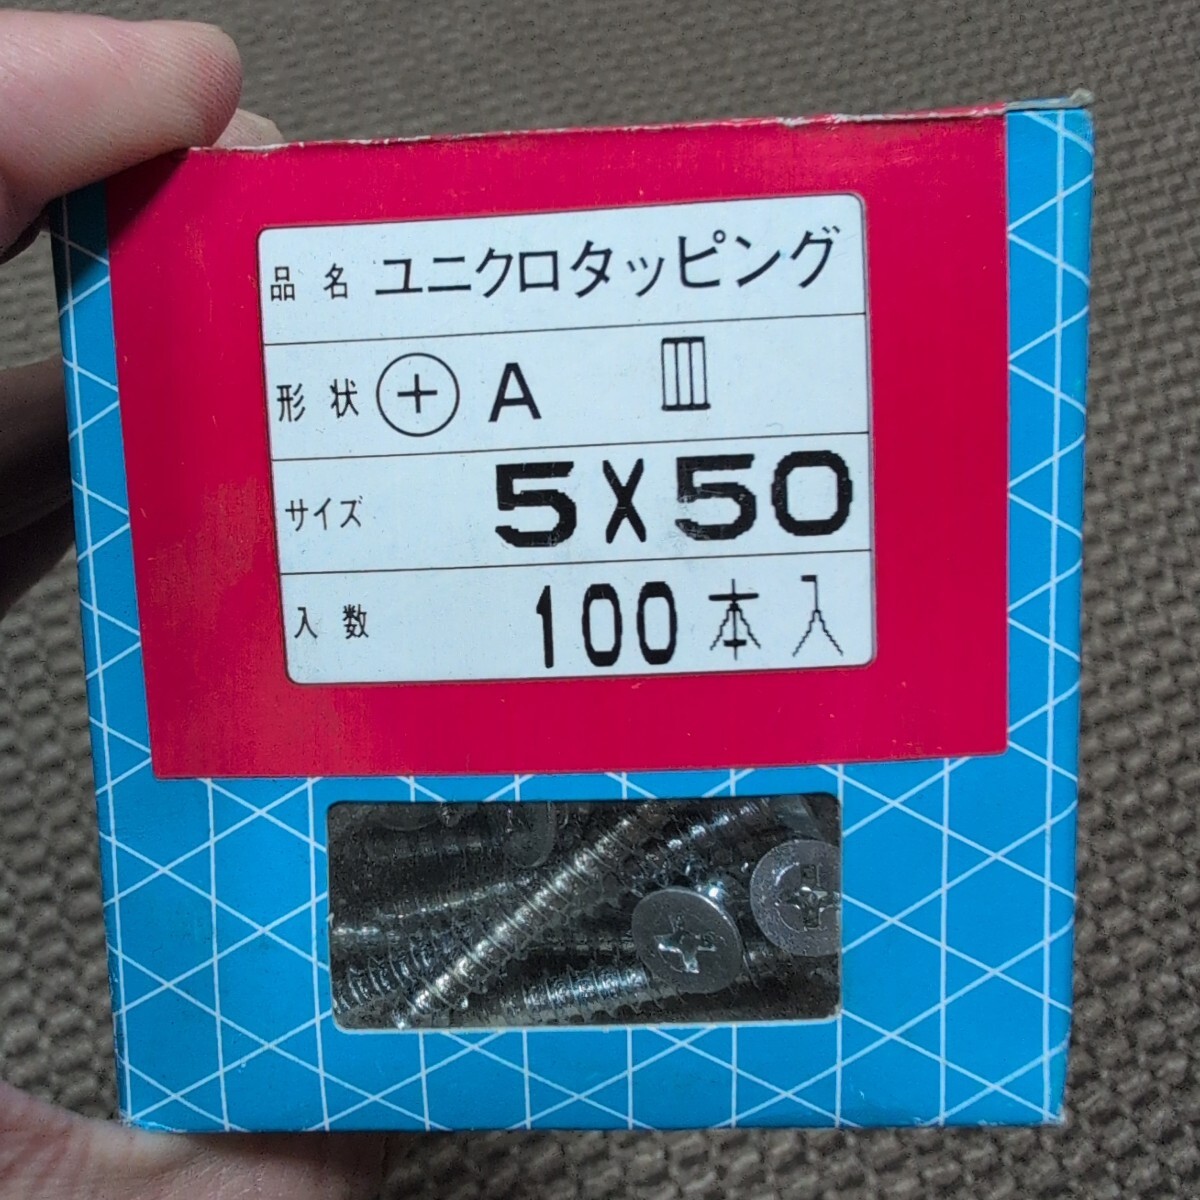 品名 ユニクロタッピング
形状 ⊕ A 皿
サイズ 5X50
入数 100本入